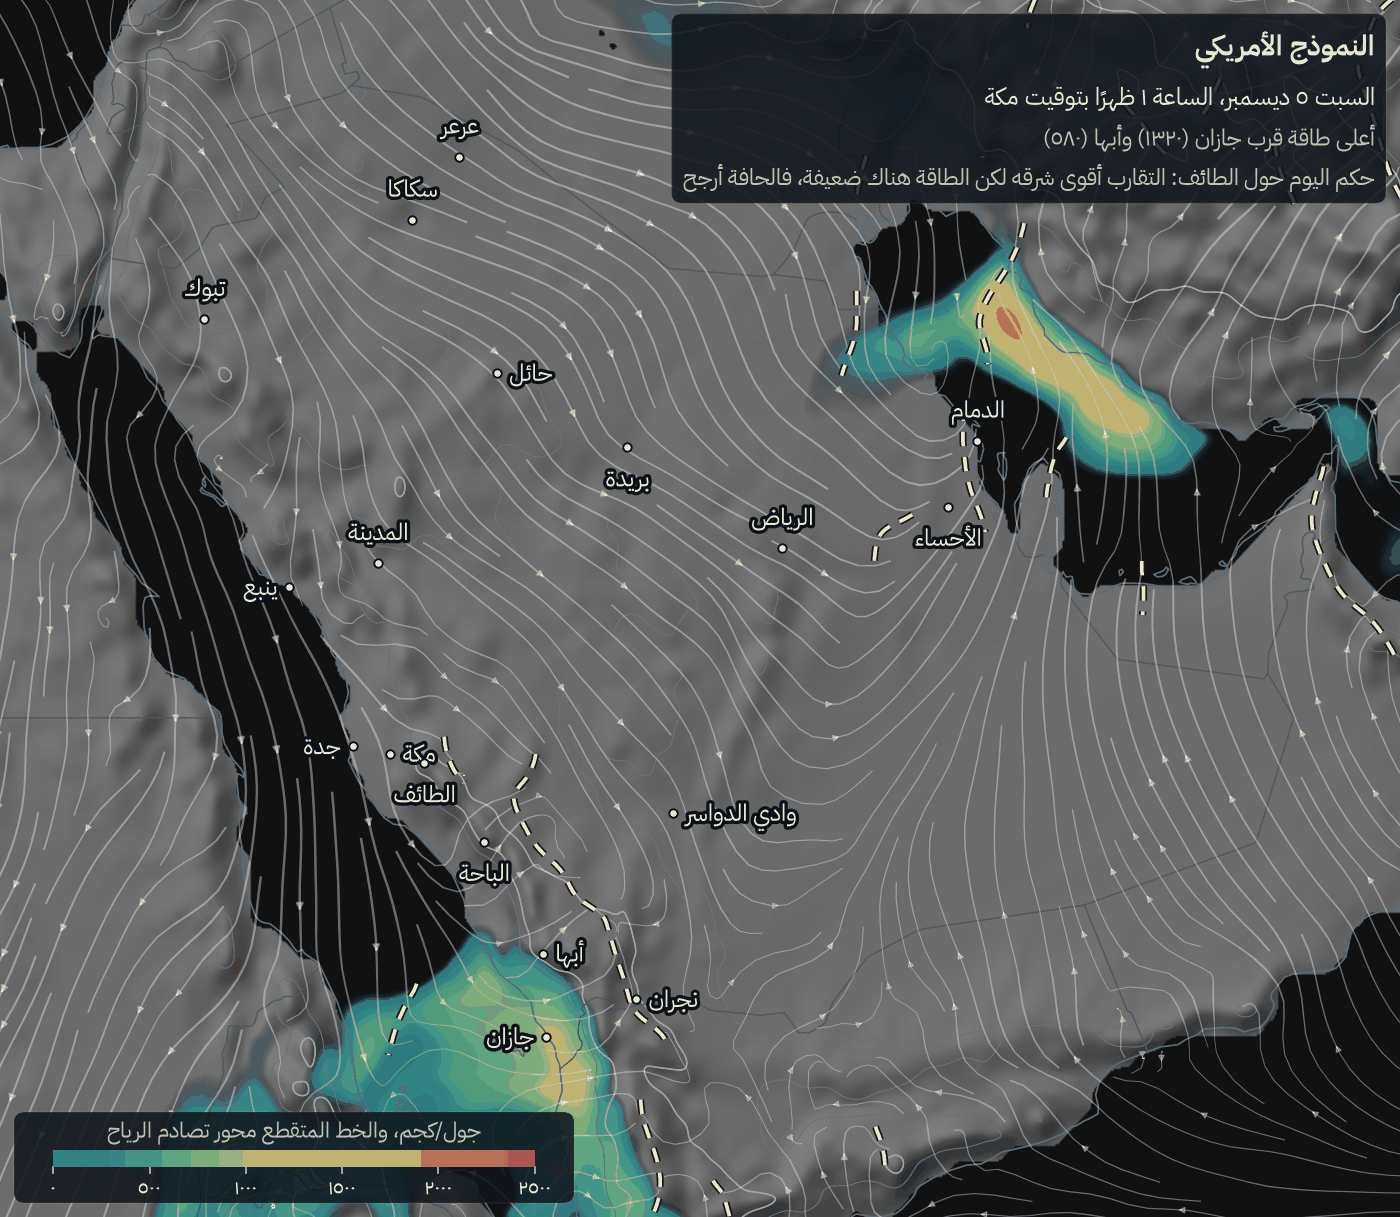 النموذج الأمريكي
السبت ٥ ديسمبر، الساعة ١ ظهرًا بتوقيت مكة
أعلى طاقة قرب جازان (١٣٢٠) وأبها (٥٨٠)
حكم اليوم حول الطائف: التقارب أقوى شرقه لكن الطاقة هناك ضعيفة، فالحافة أرجح
عرعر
سكاكا
تبوك
حائل
الدمام
بريدة
الرياض
الأحساء
المدينة
ينبع
جدة
مكة
الطائف
وادي الدواسر
الباحة
أبها
نجران
جازان
جول/كجم، والخط المتقطع محور تصادم الرياح
٠ ٥٠٠ ١٠٠٠ ١٥٠٠ ٢٠٠٠ ٢٥٠٠